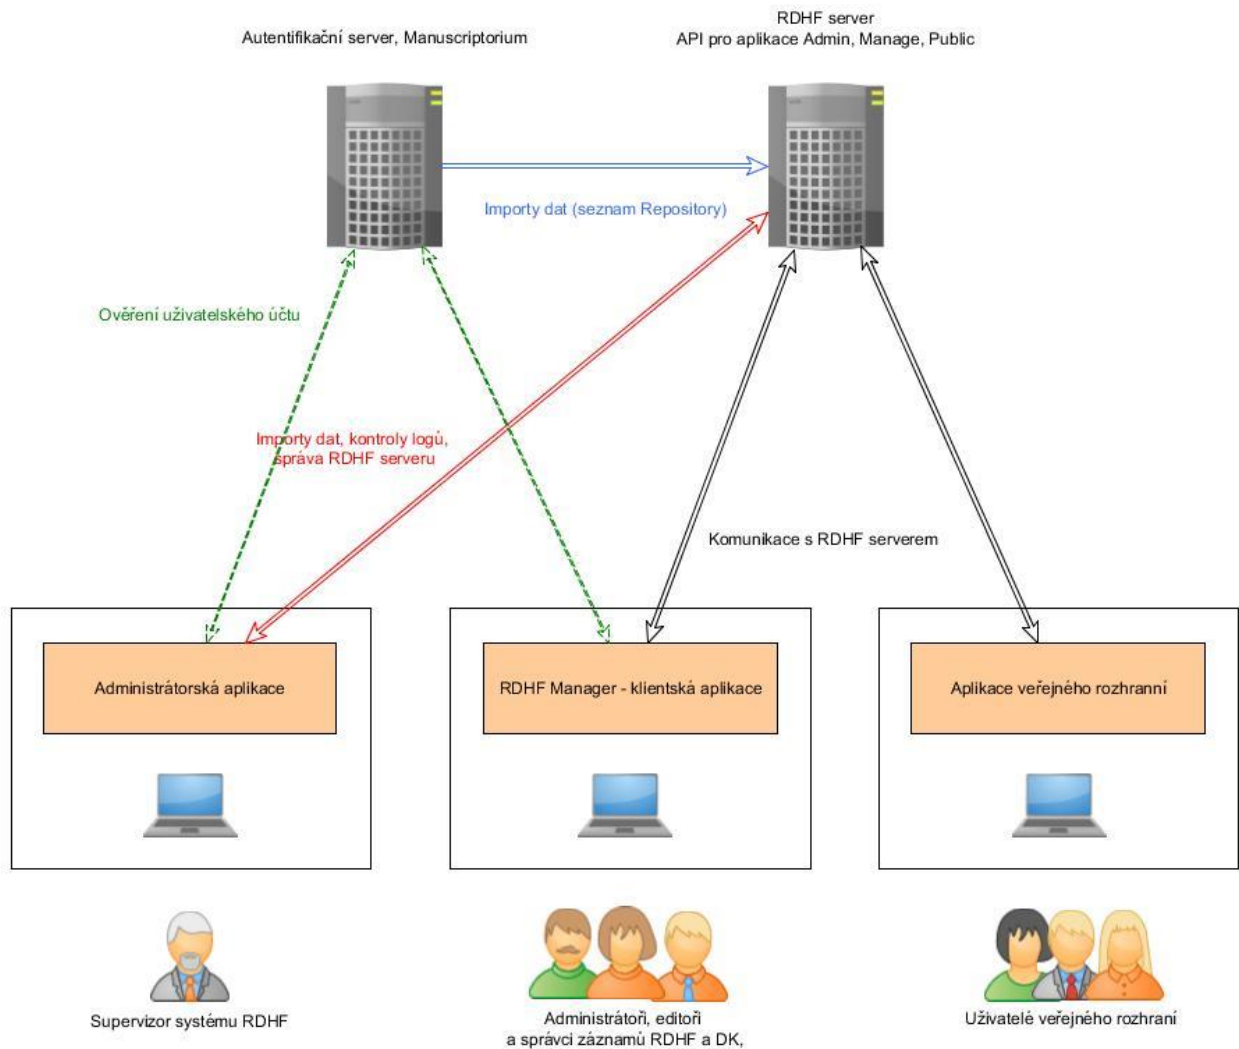 RDHF server
Autentifikační server, Manuscriptorium
API pro aplikace Admin, Manage, Public
Importy dat (seznam Repository)
Ověření uživatelského účtu
Importy dat, kontroly logů,
správa RDHF serveru
Komunikace s RDHF serverem
Administrátorská aplikace
RDHF Manager - klientská aplikace
Aplikace veřejného rozhranní
Supervizor systému RDHF
Administrátoři, editoři
a správci záznamů RDHF a DK,
Uživatelé veřejného rozhraní